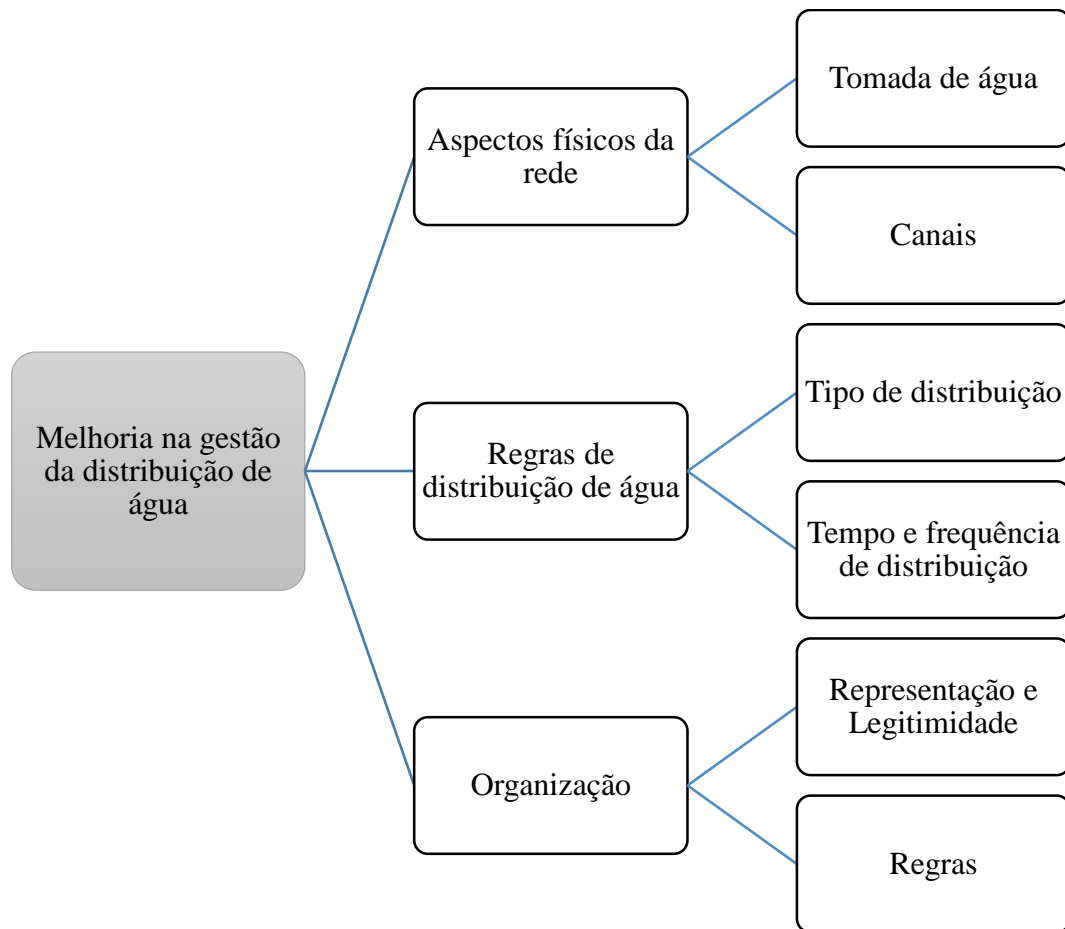 Melhoria na gestão
da distribuição de
água
Aspectos físicos da
rede
Tomada de água
Canais
Regras de
distribuição de água
Tipo de distribuição
Tempo e frequência
de distribuição
Organização
Representação e
Legitimidade
Regras